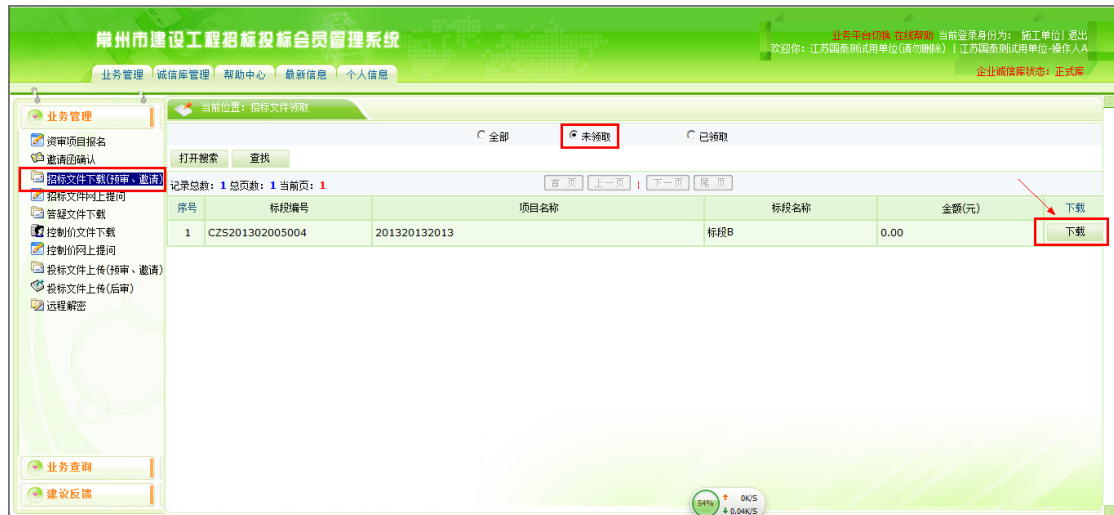 常州市建设工程招标投标会员管理系统
业务平台切换 在线帮助 当前登录身份为: 施工单位| 退出
欢迎你: 江苏国泰测试用单位(请勿删除) | 江苏国泰测试用单位-操作人A
业务管理 诚信库管理 帮助中心 最新信息 个人信息
企业诚信库状态: 正式库
业务管理
当前位置: 招标文件领取
全部 未领取 已领取
资审项目报名
邀请函确认
打开搜索 查找
招标文件下载(预审、邀请)
记录总数: 1 总页数: 1 当前页: 1
首 页 上一页 下一页 尾 页
招标文件网上提问
答疑文件下载
序号 标段编号 项目名称 标段名称 金额(元) 下载
控制价文件下载
1 CZS201302005004 201320132013 标段B 0.00 下载
控制价网上提问
投标文件上传(预审、邀请)
投标文件上传(后审)
远程解密
业务查询
建议反馈
54% ↑ 0K/S
↓ 0.04K/S